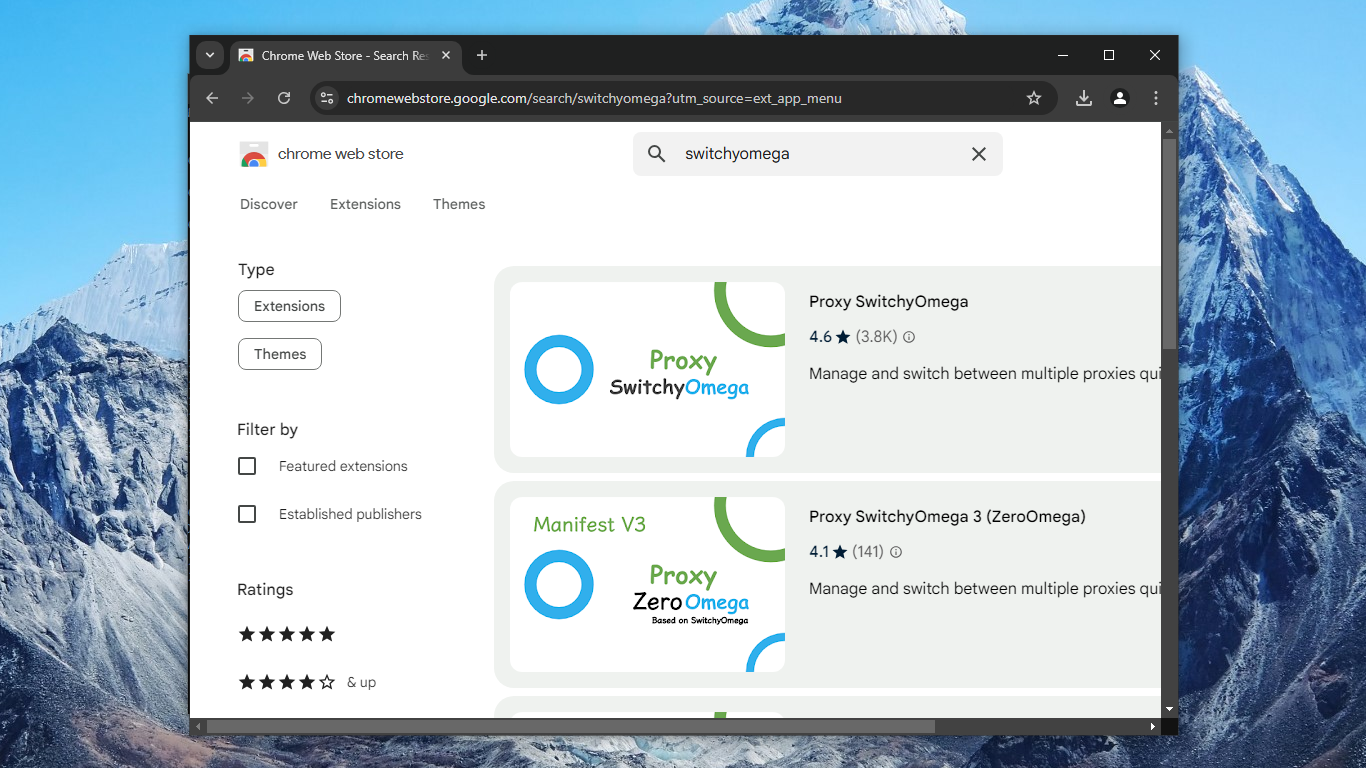 Chrome Web Store - Search Res
chromewebstore.google.com/search/switchyomega?utm_source=ext_app_menu
chrome web store
switchyomega
Discover
Extensions
Themes
Type
Extensions
Themes
Filter by
Featured extensions
Established publishers
Ratings
& up
Proxy
SwitchyOmega
Proxy SwitchyOmega
4.6 (3.8K)
Manage and switch between multiple proxies qui
Manifest V3
Proxy
ZeroOmega
Based on SwitchyOmega
Proxy SwitchyOmega 3 (ZeroOmega)
4.1 (141)
Manage and switch between multiple proxies qui